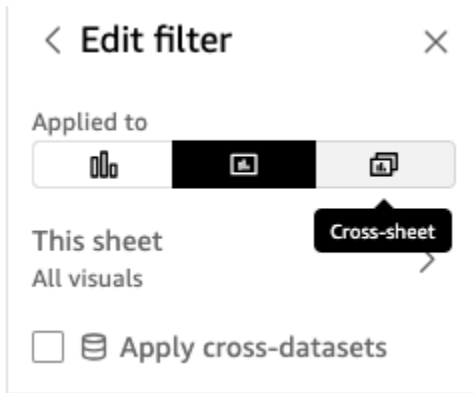 Edit filter
Applied to
Cross-sheet
This sheet
All visuals
Apply cross-datasets